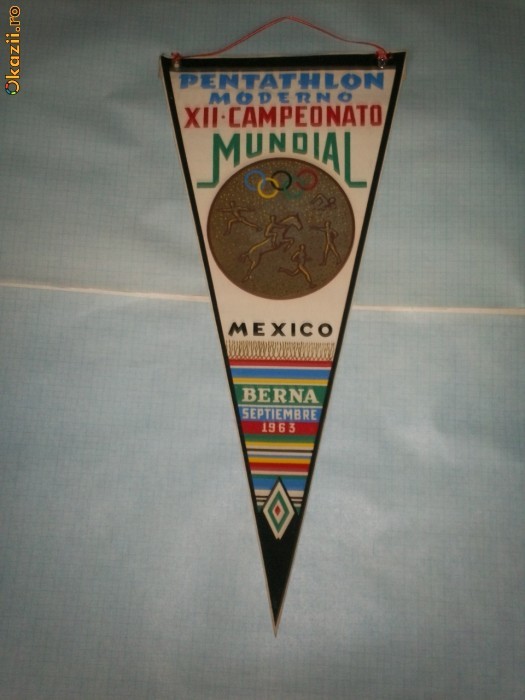 Okazii.ro
PENTATHLON
MODERNO
XII·CAMPEONATO
MUNDIAL
MEXICO
BERNA
SEPTIEMBRE
1963